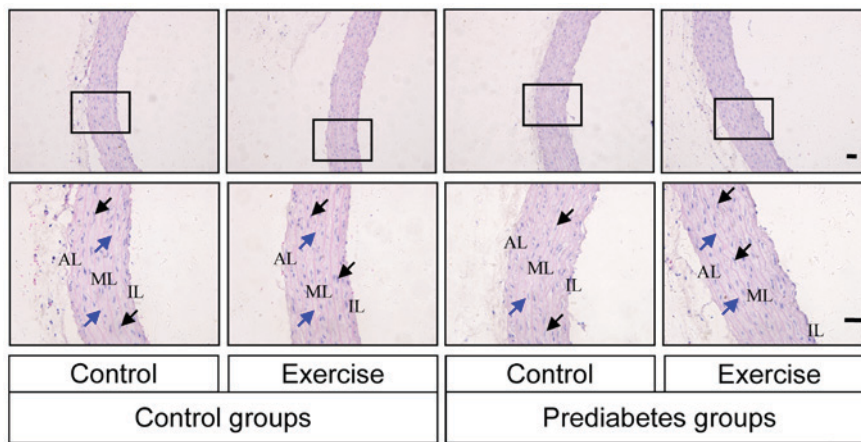 AL ML IL
AL ML IL
AL ML IL
AL ML IL
Control Exercise Control Exercise
Control groups Prediabetes groups